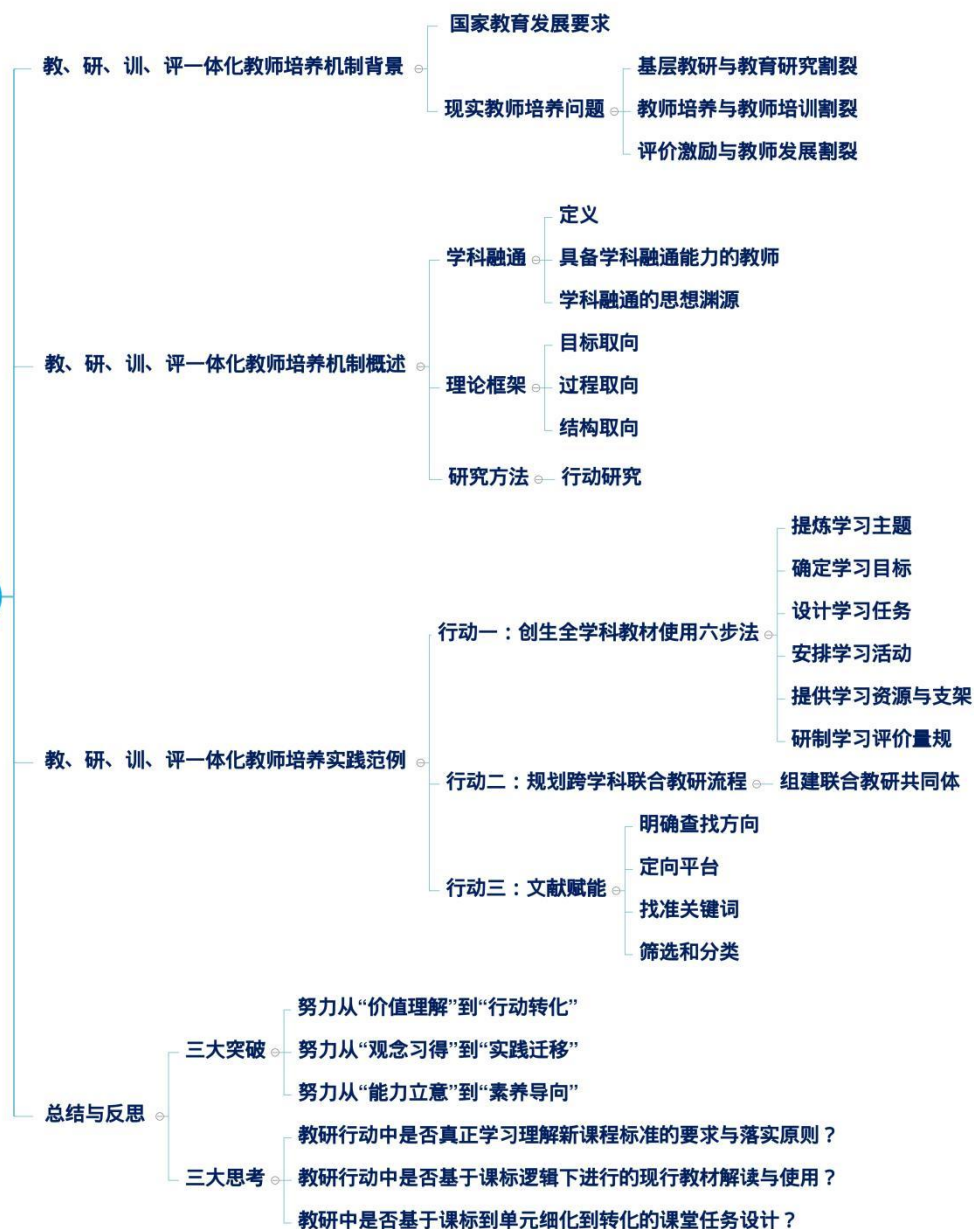 教、研、训、评一体化教师培养机制背景
国家教育发展要求
现实教师培养问题
基层教研与教育研究割裂
教师培养与教师培训割裂
评价激励与教师发展割裂
教、研、训、评一体化教师培养机制概述
学科融通
定义
具备学科融通能力的教师
学科融通的思想渊源
理论框架
目标取向
过程取向
结构取向
研究方法
行动研究
教、研、训、评一体化教师培养实践范例
行动一：创生全学科教材使用六步法
提炼学习主题
确定学习目标
设计学习任务
安排学习活动
提供学习资源与支架
研制学习评价量规
行动二：规划跨学科联合教研流程
组建联合教研共同体
行动三：文献赋能
明确查找方向
定向平台
找准关键词
筛选和分类
总结与反思
三大突破
努力从“价值理解”到“行动转化”
努力从“观念习得”到“实践迁移”
努力从“能力立意”到“素养导向”
三大思考
教研行动中是否真正学习理解新课程标准的要求与落实原则？
教研行动中是否基于课标逻辑下进行的现行教材解读与使用？
教研中是否基于课标到单元细化到转化的课堂任务设计？